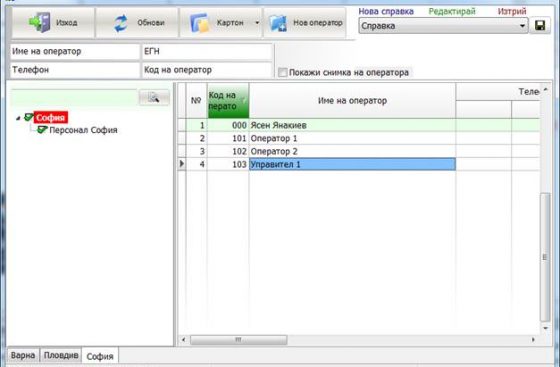 Изход Обнови Картон Нов оператор
Нова справка Редактирай Изтрий
Справка
Име на оператор ЕГН
Телефон Код на оператор
Покажи снимка на оператора
София
Персонал София
№ Код на Име на оператор
перато
1 000 Ясен Янакиев
2 101 Оператор 1
3 102 Оператор 2
4 103 Управител 1
Варна Пловдив София